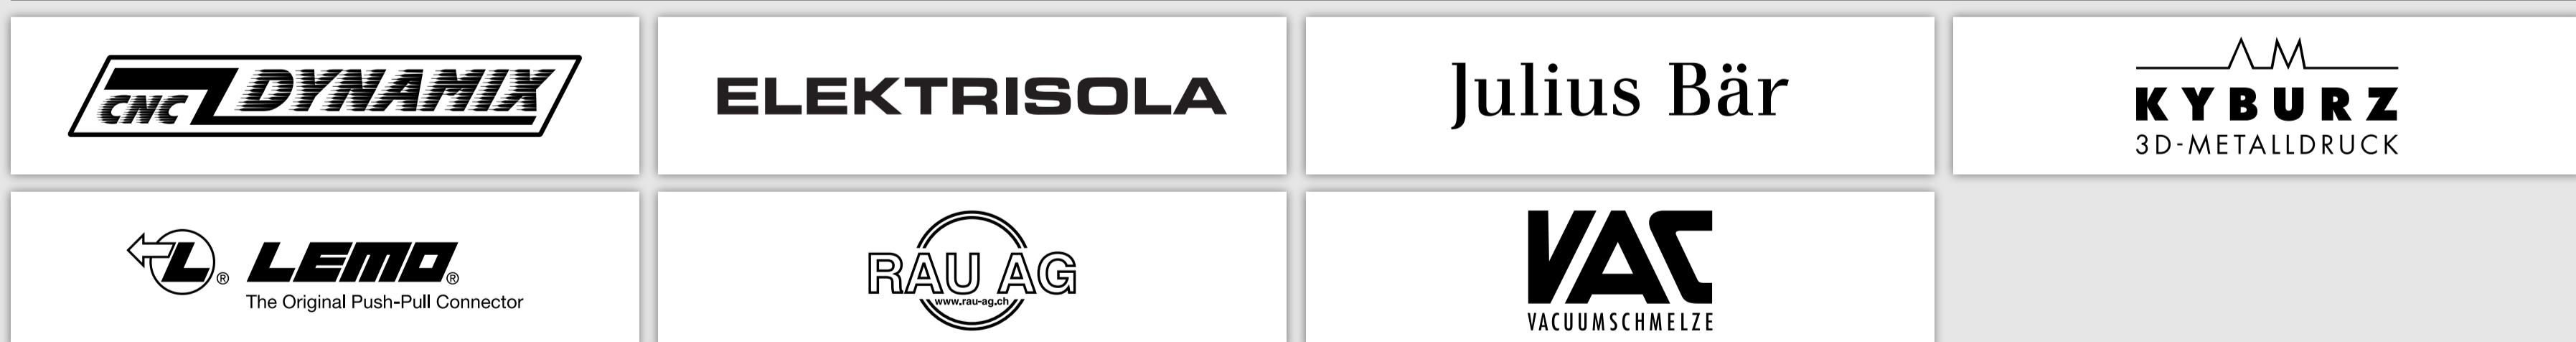 CNC DYNAMIX
ELEKTRISOLA
Julius Bär
KYBURZ
3D-METALLDRUCK
L® LEMO®
The Original Push-Pull Connector
RAU AG
www.rau-ag.ch
VAC
VACUUMSCHMELZE